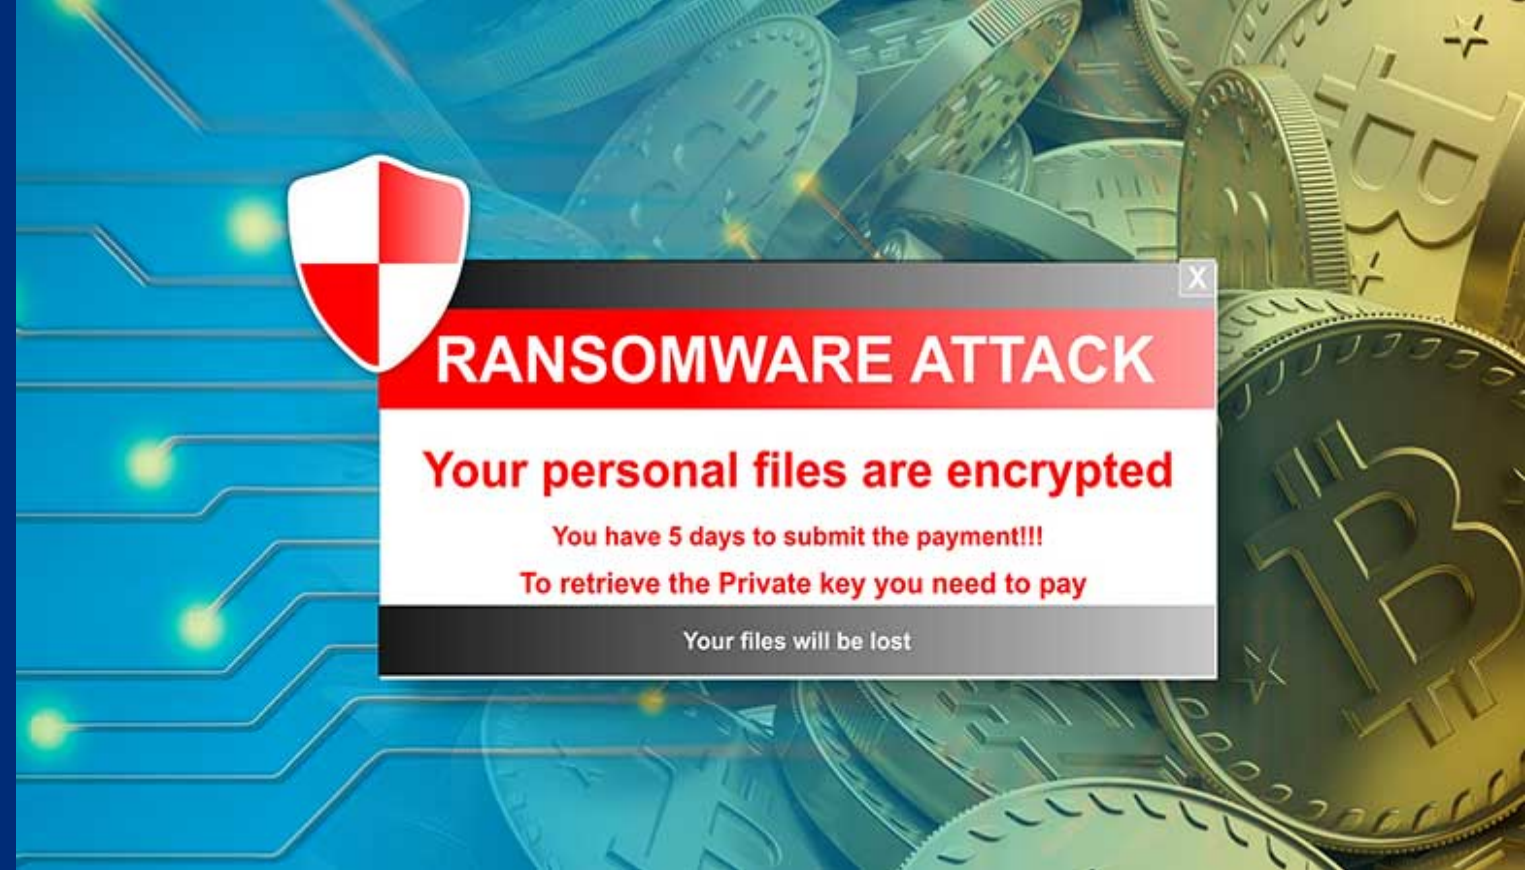 X
RANSOMWARE ATTACK
Your personal files are encrypted
You have 5 days to submit the payment!!!
To retrieve the Private key you need to pay
Your files will be lost